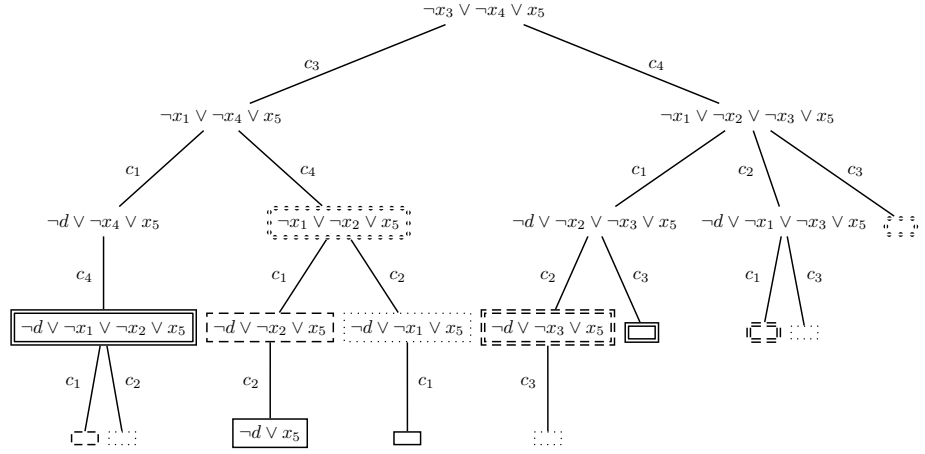 ¬x₃ ∨ ¬x₄ ∨ x₅
c₃ c₄
¬x₁ ∨ ¬x₄ ∨ x₅ ¬x₁ ∨ ¬x₂ ∨ ¬x₃ ∨ x₅
c₁ c₄ c₁ c₂ c₃
¬d ∨ ¬x₄ ∨ x₅ ¬x₁ ∨ ¬x₂ ∨ x₅ ¬d ∨ ¬x₂ ∨ ¬x₃ ∨ x₅ ¬d ∨ ¬x₁ ∨ ¬x₃ ∨ x₅
c₄ c₁ c₂ c₂ c₃ c₁ c₃
¬d ∨ ¬x₁ ∨ ¬x₂ ∨ x₅ ¬d ∨ ¬x₂ ∨ x₅ ¬d ∨ ¬x₁ ∨ x₅ ¬d ∨ ¬x₃ ∨ x₅
c₁ c₂ c₂ c₁ c₃
¬d ∨ x₅